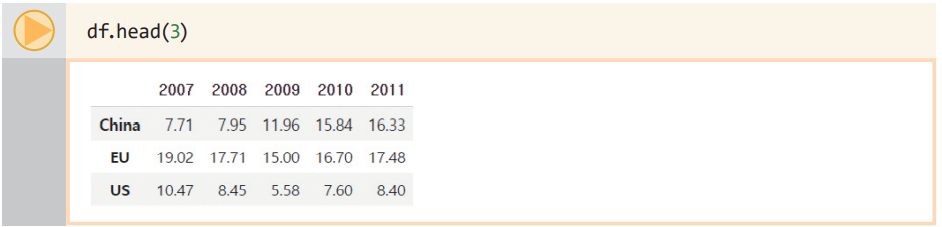 df.head(3)
2007 2008 2009 2010 2011
China 7.71 7.95 11.96 15.84 16.33
EU 19.02 17.71 15.00 16.70 17.48
US 10.47 8.45 5.58 7.60 8.40